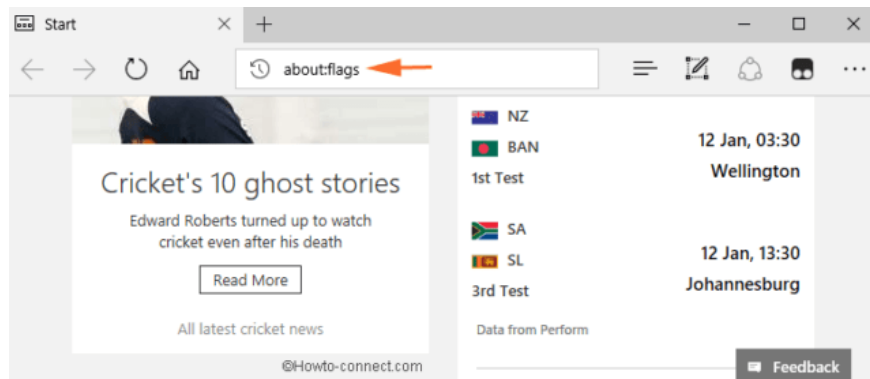 Start
about:flags
Cricket's 10 ghost stories
Edward Roberts turned up to watch
cricket even after his death
Read More
All latest cricket news
©Howto-connect.com
NZ
BAN
1st Test
12 Jan, 03:30
Wellington
SA
SL
3rd Test
12 Jan, 13:30
Johannesburg
Data from Perform
Feedback